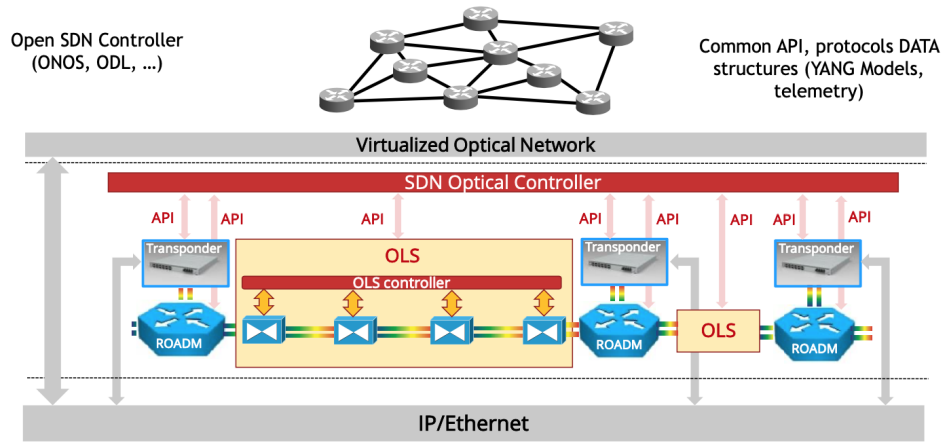 Open SDN Controller
(ONOS, ODL, ...)
Common API, protocols DATA
structures (YANG Models,
telemetry)
Virtualized Optical Network
SDN Optical Controller
API
API
API
API
API
API
API
API
Transponder
OLS
Transponder
Transponder
OLS controller
ROADM
ROADM
OLS
ROADM
IP/Ethernet